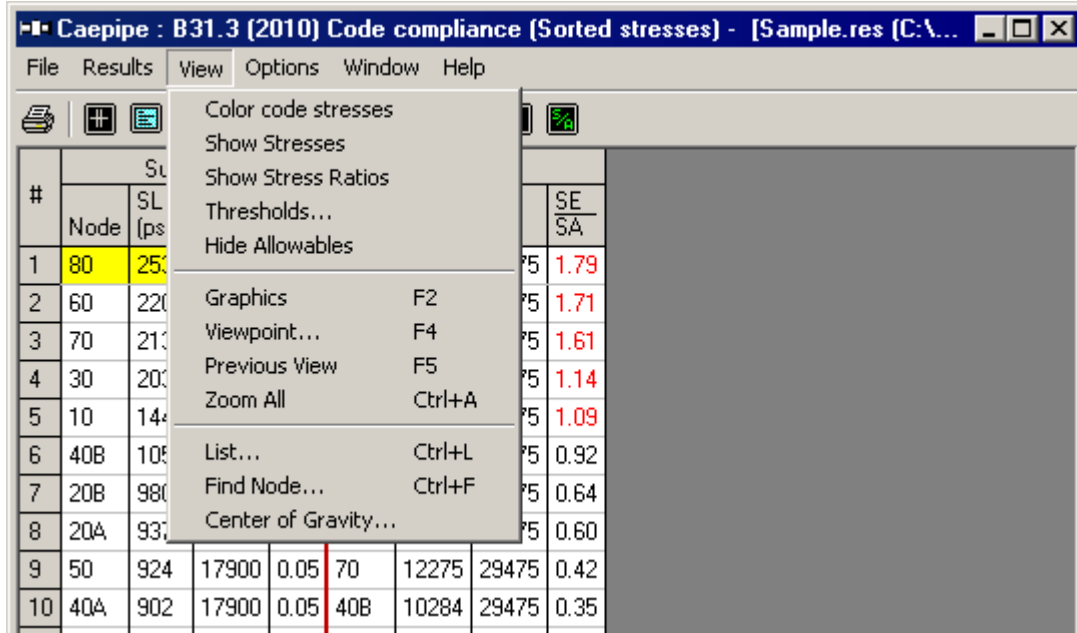 Caepipe : B31.3 (2010) Code compliance (Sorted stresses) - [Sample.res (C:\...
File Results View Options Window Help
Color code stresses
Show Stresses
Show Stress Ratios
Thresholds...
Hide Allowables
Graphics F2
Viewpoint... F4
Previous View F5
Zoom All Ctrl+A
List... Ctrl+L
Find Node... Ctrl+F
Center of Gravity...
# Node SL SE
SA
1 80 1.79
2 60 1.71
3 70 1.61
4 30 1.14
5 10 1.09
6 40B 0.92
7 20B 0.64
8 20A 0.60
9 50 924 17900 0.05 70 12275 29475 0.42
10 40A 902 17900 0.05 40B 10284 29475 0.35